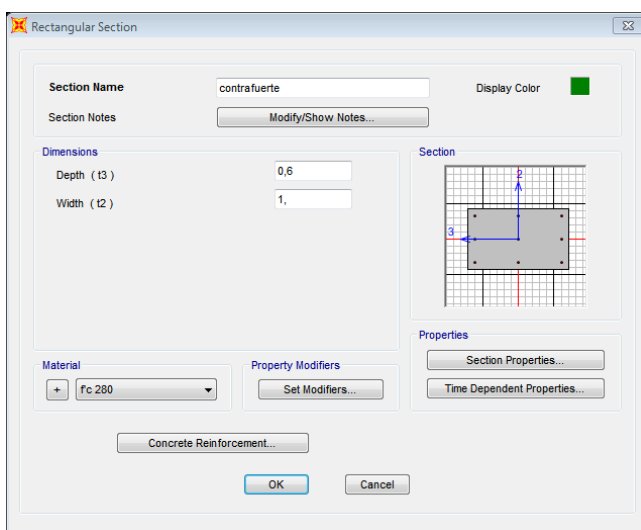 Rectangular Section
Section Name
contrafuerte
Display Color
Section Notes
Modify/Show Notes...
Dimensions
Depth ( t3 )
0,6
Width ( t2 )
1,
Section
2
3
Properties
Section Properties...
Time Dependent Properties...
Material
+
f'c 280
Property Modifiers
Set Modifiers...
Concrete Reinforcement...
OK
Cancel